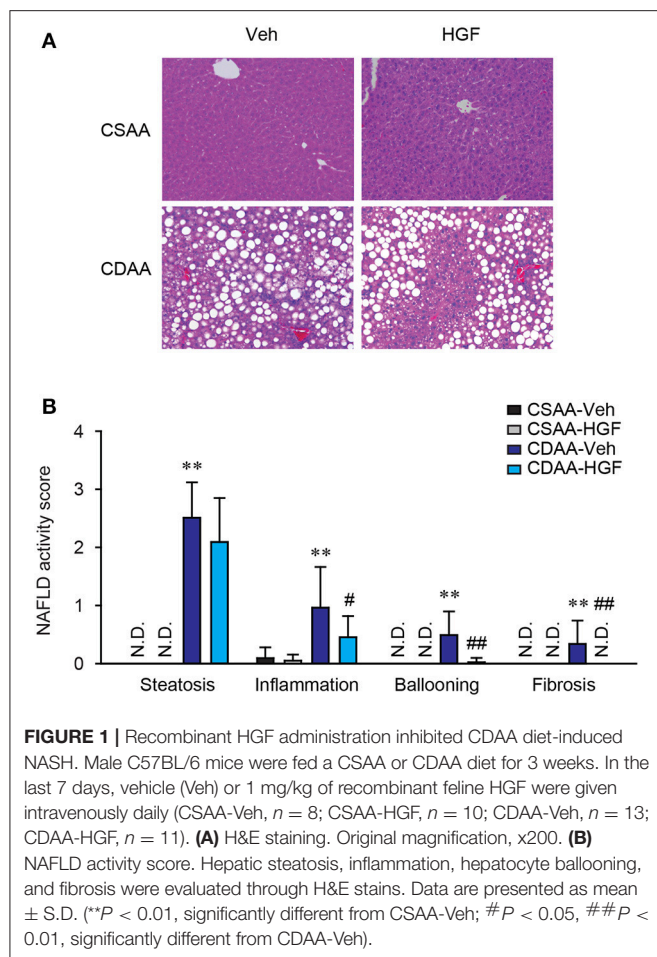 A
Veh
HGF
CSAA
CDAA
B
CSAA-Veh
CSAA-HGF
CDAA-Veh
CDAA-HGF
NAFLD activity score
4
3
2
1
0
N.D.
N.D.
**
**
#
N.D.
N.D.
**
##
N.D.
N.D.
**
##
N.D.
Steatosis
Inflammation
Ballooning
Fibrosis
FIGURE 1 | Recombinant HGF administration inhibited CDAA diet-induced
NASH. Male C57BL/6 mice were fed a CSAA or CDAA diet for 3 weeks. In the
last 7 days, vehicle (Veh) or 1 mg/kg of recombinant feline HGF were given
intravenously daily (CSAA-Veh, n = 8; CSAA-HGF, n = 10; CDAA-Veh, n = 13;
CDAA-HGF, n = 11). (A) H&E staining. Original magnification, x200. (B)
NAFLD activity score. Hepatic steatosis, inflammation, hepatocyte ballooning,
and fibrosis were evaluated through H&E stains. Data are presented as mean
± S.D. (**P < 0.01, significantly different from CSAA-Veh; #P < 0.05, ##P <
0.01, significantly different from CDAA-Veh).